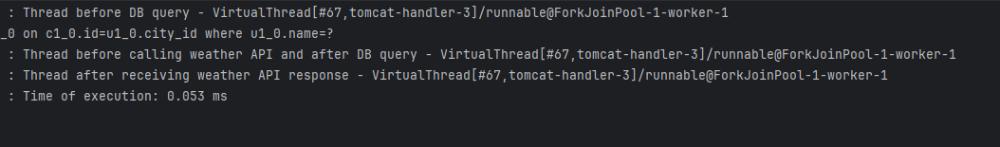 : Thread before DB query - VirtualThread[#67,tomcat-handler-3]/runnable@ForkJoinPool-1-worker-1
_0 on c1_0.id=u1_0.city_id where u1_0.name=?
: Thread before calling weather API and after DB query - VirtualThread[#67,tomcat-handler-3]/runnable@ForkJoinPool-1-worker-1
: Thread after receiving weather API response - VirtualThread[#67,tomcat-handler-3]/runnable@ForkJoinPool-1-worker-1
: Time of execution: 0.053 ms